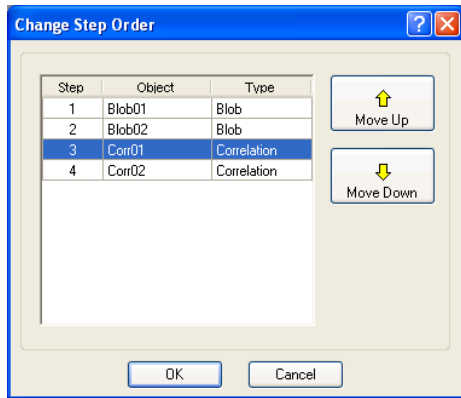 Change Step Order
Step Object Type
1 Blob01 Blob
2 Blob02 Blob
3 Corr01 Correlation
4 Corr02 Correlation
Move Up
Move Down
OK Cancel